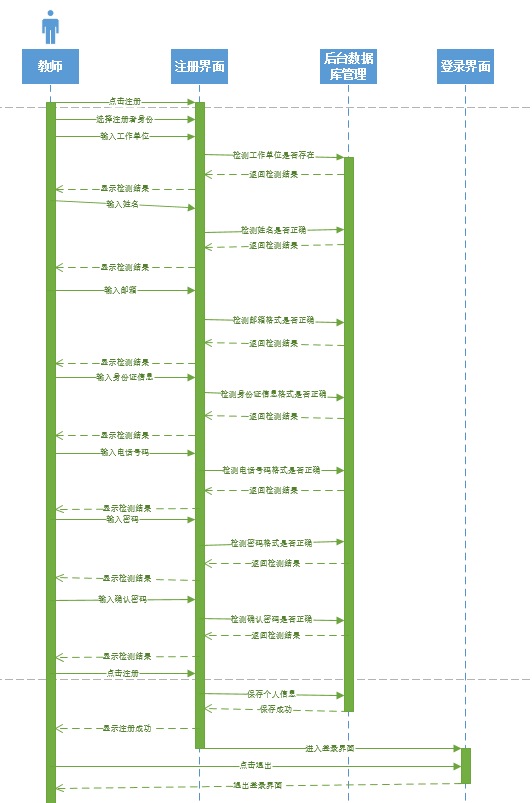 教师
注册界面
后台数据
库管理
登录界面
点击注册
选择注册者身份
输入工作单位
检测工作单位是否存在
返回检测结果
显示检测结果
输入姓名
检测姓名是否正确
返回检测结果
显示检测结果
输入邮箱
检测邮箱格式是否正确
返回检测结果
显示检测结果
输入身份证信息
检测身份证信息格式是否正确
返回检测结果
显示检测结果
输入电话号码
检测电话号码格式是否正确
返回检测结果
显示检测结果
输入密码
检测密码格式是否正确
返回检测结果
显示检测结果
输入确认密码
检测确认密码是否正确
返回检测结果
显示检测结果
点击注册
保存个人信息
保存成功
显示注册成功
进入登录界面
点击退出
退出登录界面